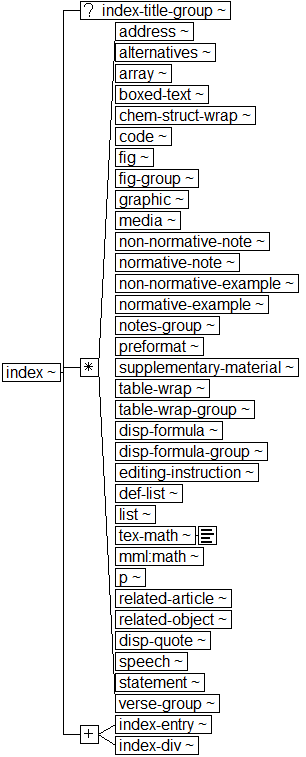 ? index-title-group ~
address ~
alternatives ~
array ~
boxed-text ~
chem-struct-wrap ~
code ~
fig ~
fig-group ~
graphic ~
media ~
non-normative-note ~
normative-note ~
non-normative-example ~
normative-example ~
notes-group ~
preformat ~
index ~ * supplementary-material ~
table-wrap ~
table-wrap-group ~
disp-formula ~
disp-formula-group ~
editing-instruction ~
def-list ~
list ~
tex-math ~
mml:math ~
p ~
related-article ~
related-object ~
disp-quote ~
speech ~
statement ~
verse-group ~
+ index-entry ~
index-div ~